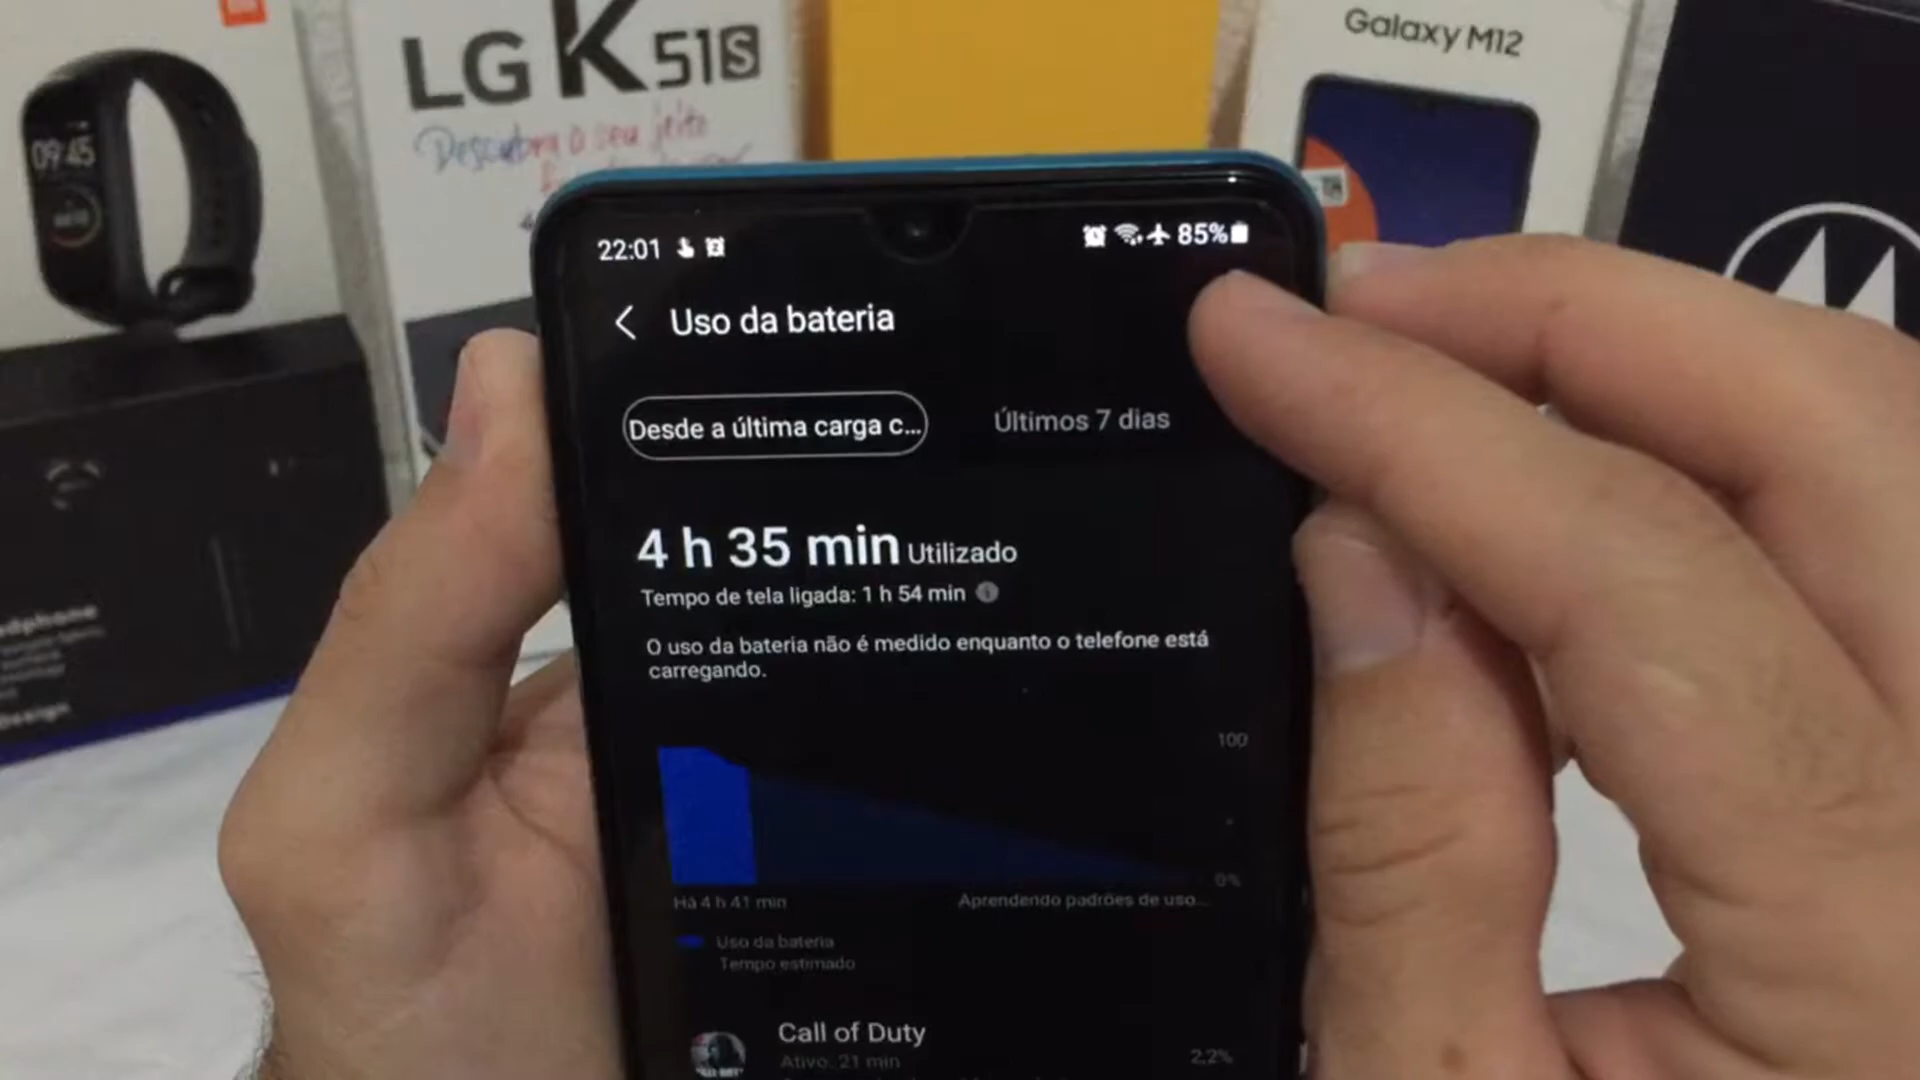 LG K51S
Descubra o seu jeito
Galaxy M12
09:45
22:01
85%
Uso da bateria
Desde a última carga c...
Últimos 7 dias
4 h 35 min Utilizado
Tempo de tela ligada: 1 h 54 min
O uso da bateria não é medido enquanto o telefone está
carregando.
100
0%
Há 4 h 41 min
Aprendendo padrões de uso...
Uso da bateria
Tempo estimado
Call of Duty
Ativo: 21 min
2,2%